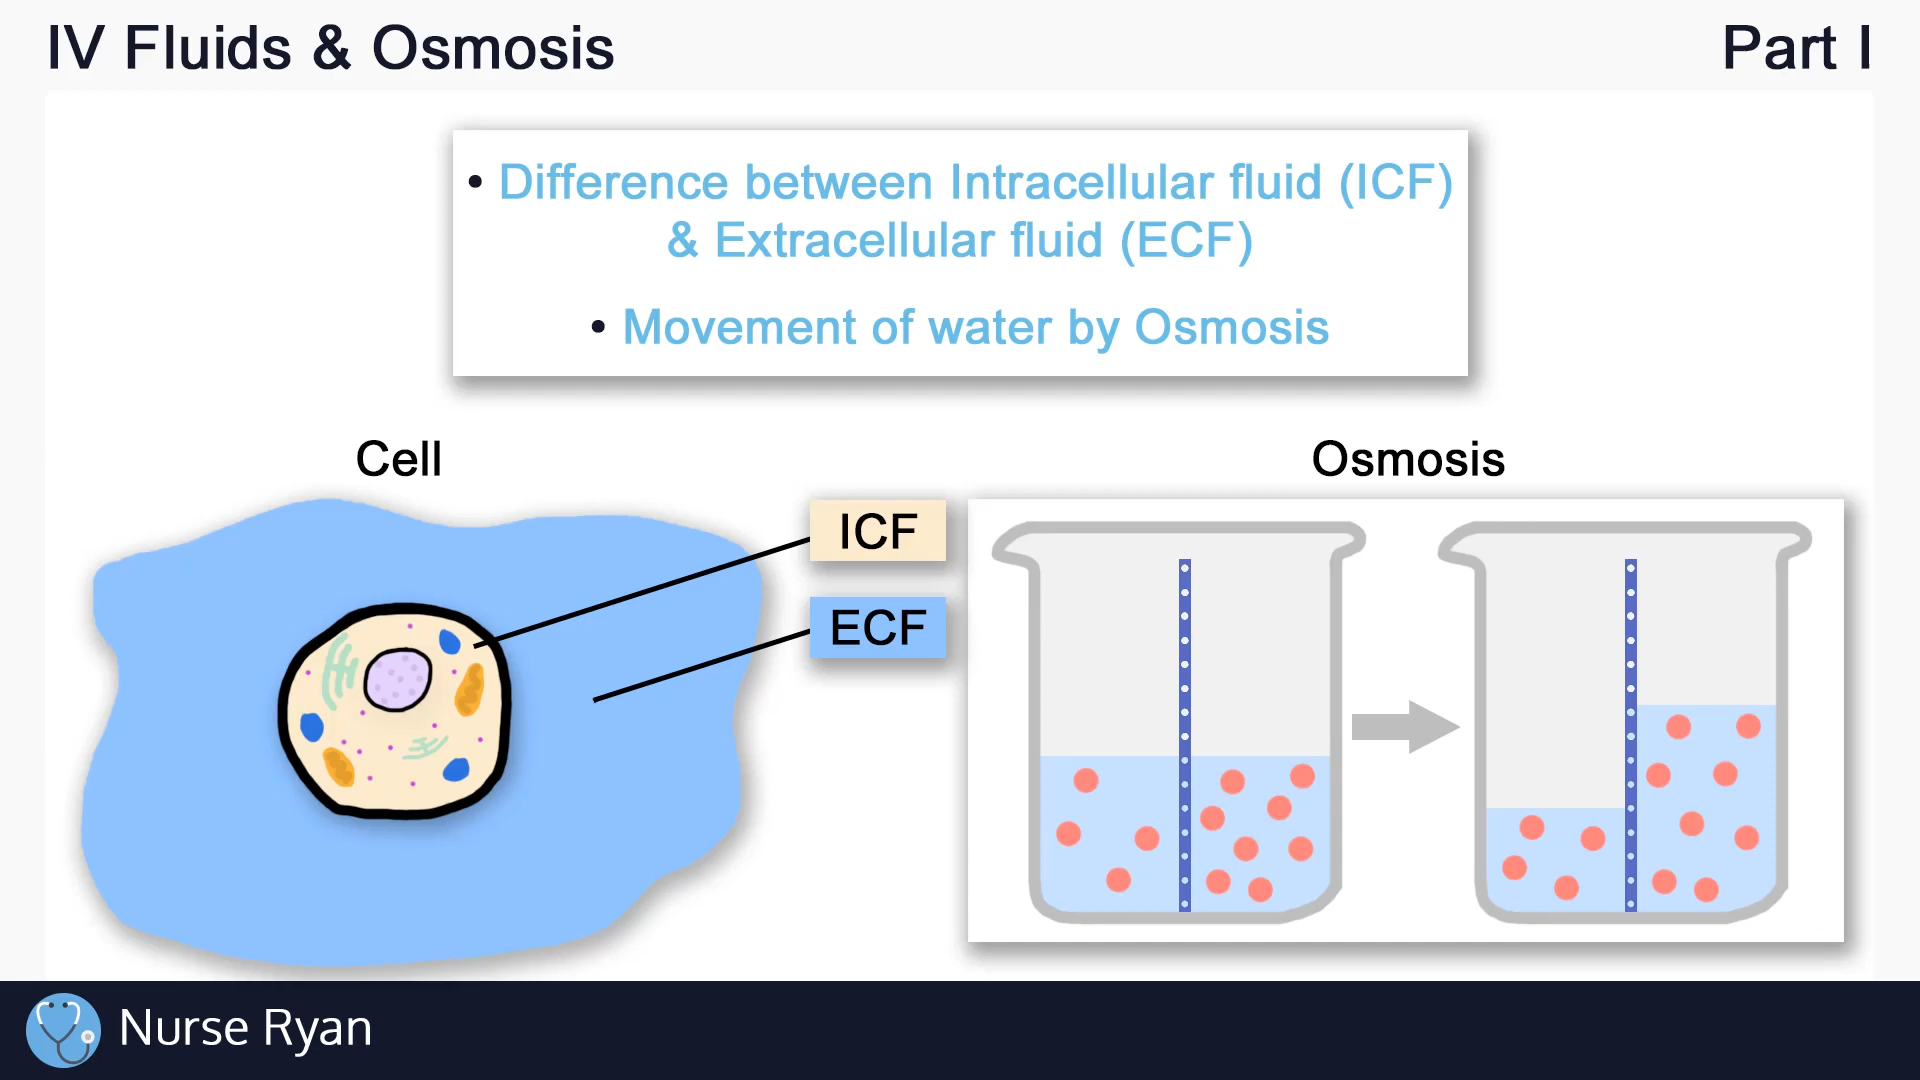 IV Fluids & Osmosis
Part I
• Difference between Intracellular fluid (ICF)
& Extracellular fluid (ECF)
• Movement of water by Osmosis
Cell
Osmosis
ICF
ECF
Nurse Ryan